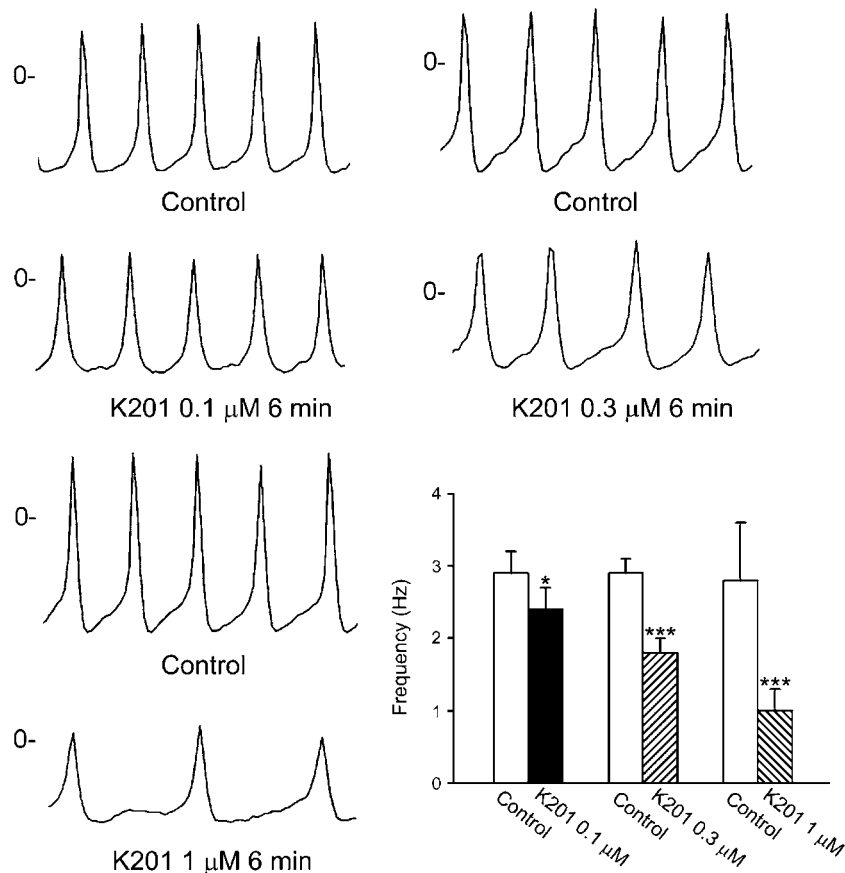 0-
Control
0-
Control
0-
K201 0.1 μM 6 min
0-
K201 0.3 μM 6 min
0-
Control
0-
K201 1 μM 6 min
Frequency (Hz)
4
3
2
1
0
*
***
***
Control
K201 0.1 μM
Control
K201 0.3 μM
Control
K201 1 μM